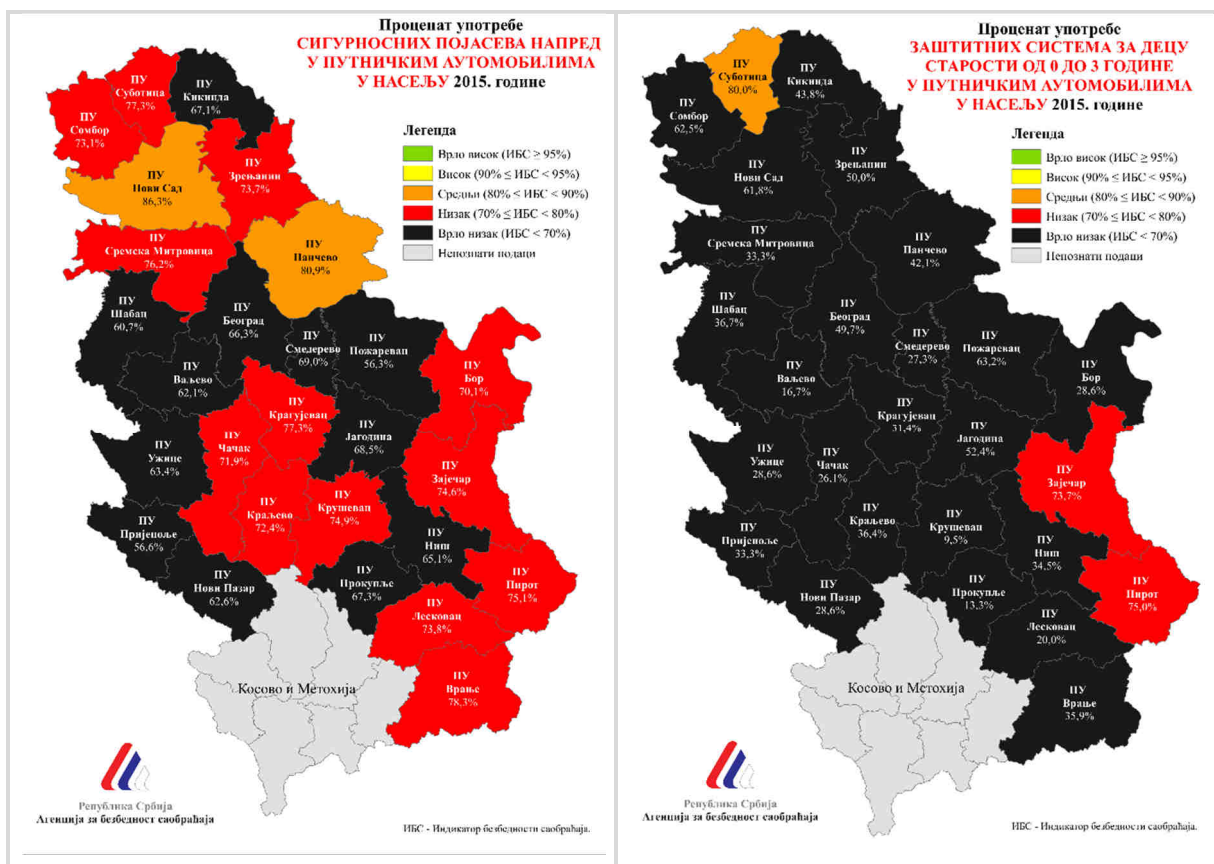 Проценат употребе
СИГУРНОСНИХ ПОЈАСЕВА НАПРЕД
У ПУТНИЧКИМ АУТОМОБИЛИМА
У НАСЕЉУ 2015. године
Легенда
Врло висок (ИБС ≥ 95%)
Висок (90% ≤ ИБС < 95%)
Средњи (80% ≤ ИБС < 90%)
Низак (70% ≤ ИБС < 80%)
Врло низак (ИБС < 70%)
Непознати подаци
ПУ
Суботица
77,3%
ПУ
Кикинда
67,1%
ПУ
Сомбор
73,1%
ПУ
Нови Сад
86,3%
ПУ
Зрењанин
73,7%
ПУ
Сремска Митровица
76,2%
ПУ
Панчево
80,9%
ПУ
Шабац
60,7%
ПУ
Београд
66,3%
ПУ
Смедерево
69,0%
ПУ
Пожаревац
56,3%
ПУ
Бор
70,1%
ПУ
Ваљево
62,1%
ПУ
Крагујевац
77,3%
ПУ
Јагодина
68,5%
ПУ
Ужице
63,4%
ПУ
Чачак
71,9%
ПУ
Зајечар
74,6%
ПУ
Краљево
72,4%
ПУ
Крушевац
74,9%
ПУ
Пријепоље
56,6%
ПУ
Ниш
65,1%
ПУ
Нови Пазар
62,6%
ПУ
Прокупље
67,3%
ПУ
Пирот
75,1%
ПУ
Лесковац
73,8%
ПУ
Врање
78,3%
Косово и Метохија
Република Србија
Агенција за безбедност саобраћаја
ИБС - Индикатор безбедности саобраћаја.
Проценат употребе
ЗАШТИТНИХ СИСТЕМА ЗА ДЕЦУ
СТАРОСТИ ОД 0 ДО 3 ГОДИНЕ
У ПУТНИЧКИМ АУТОМОБИЛИМА
У НАСЕЉУ 2015. године
Легенда
Врло висок (ИБС ≥ 95%)
Висок (90% ≤ ИБС < 95%)
Средњи (80% ≤ ИБС < 90%)
Низак (70% ≤ ИБС < 80%)
Врло низак (ИБС < 70%)
Непознати подаци
ПУ
Суботица
80,0%
ПУ
Кикинда
43,8%
ПУ
Сомбор
62,5%
ПУ
Нови Сад
61,8%
ПУ
Зрењанин
50,0%
ПУ
Сремска Митровица
33,3%
ПУ
Панчево
42,1%
ПУ
Шабац
36,7%
ПУ
Београд
49,7%
ПУ
Смедерево
27,3%
ПУ
Пожаревац
63,2%
ПУ
Бор
28,6%
ПУ
Ваљево
16,7%
ПУ
Крагујевац
31,4%
ПУ
Јагодина
52,4%
ПУ
Ужице
28,6%
ПУ
Чачак
26,1%
ПУ
Зајечар
73,7%
ПУ
Краљево
36,4%
ПУ
Крушевац
9,5%
ПУ
Пријепоље
33,3%
ПУ
Ниш
34,5%
ПУ
Нови Пазар
28,6%
ПУ
Прокупље
13,3%
ПУ
Пирот
75,0%
ПУ
Лесковац
20,0%
ПУ
Врање
35,9%
Косово и Метохија
Република Србија
Агенција за безбедност саобраћаја
ИБС - Индикатор безбедности саобраћаја.